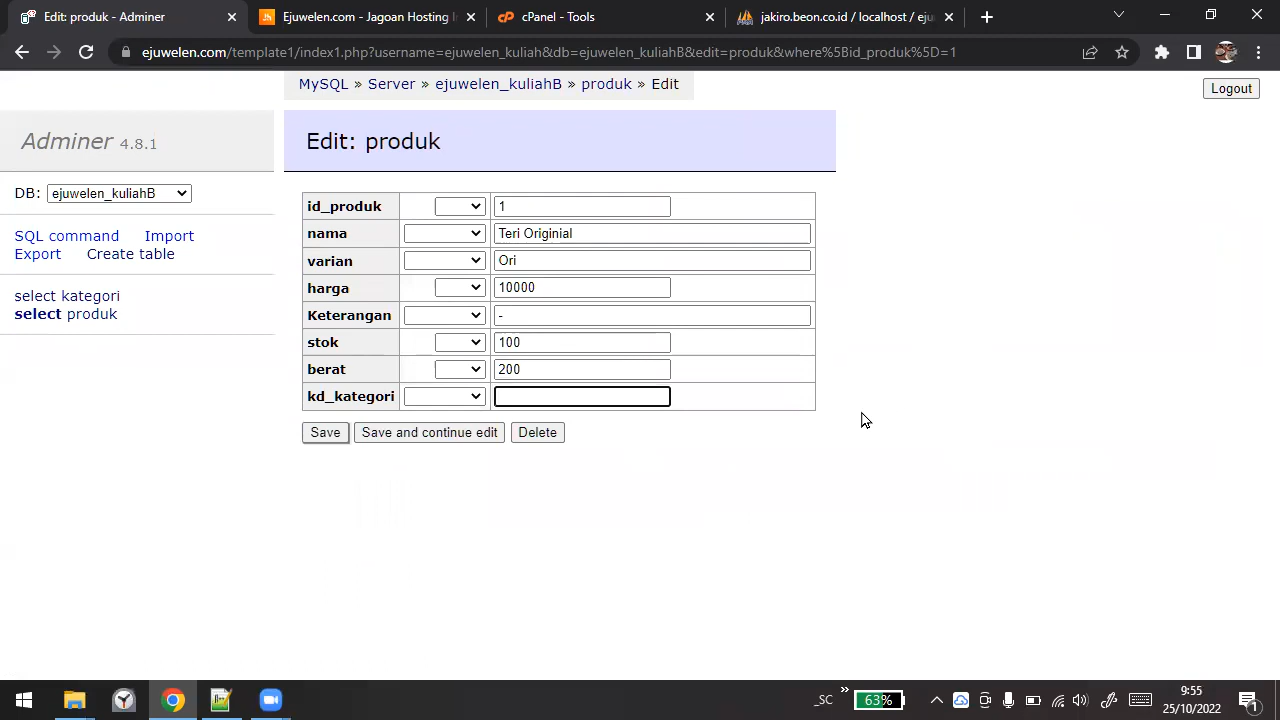 Edit: produk - Adminer
Ejuwelen.com - Jagoan Hosting I
cPanel - Tools
jakiro.beon.co.id / localhost / eju
ejuwelen.com/template1/index1.php?username=ejuwelen_kuliah&db=ejuwelen_kuliahB&edit=produk&where%5Bid_produk%5D=1
MySQL » Server » ejuwelen_kuliahB » produk » Edit
Logout
Adminer 4.8.1
Edit: produk
DB: ejuwelen_kuliahB
SQL command Import
Export Create table
select kategori
select produk
id_produk 1
nama Teri Originial
varian Ori
harga 10000
Keterangan -
stok 100
berat 200
kd_kategori
Save Save and continue edit Delete
_SC
63%
9:55
25/10/2022
1